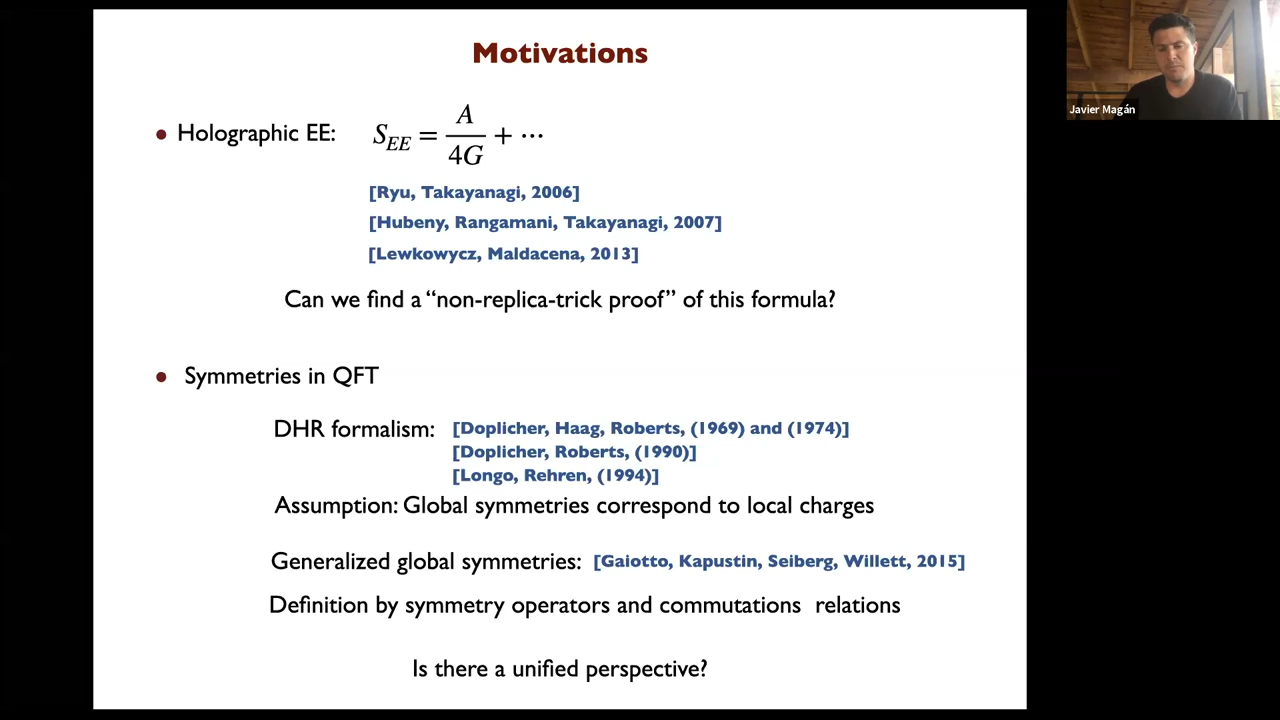 Motivations
• Holographic EE: S_{EE} = \frac{A}{4G} + ⋯
[Ryu, Takayanagi, 2006]
[Hubeny, Rangamani, Takayanagi, 2007]
[Lewkowycz, Maldacena, 2013]
Can we find a “non-replica-trick proof” of this formula?
• Symmetries in QFT
DHR formalism: [Doplicher, Haag, Roberts, (1969) and (1974)]
[Doplicher, Roberts, (1990)]
[Longo, Rehren, (1994)]
Assumption: Global symmetries correspond to local charges
Generalized global symmetries: [Gaiotto, Kapustin, Seiberg, Willett, 2015]
Definition by symmetry operators and commutations relations
Is there a unified perspective?
Javier Magán